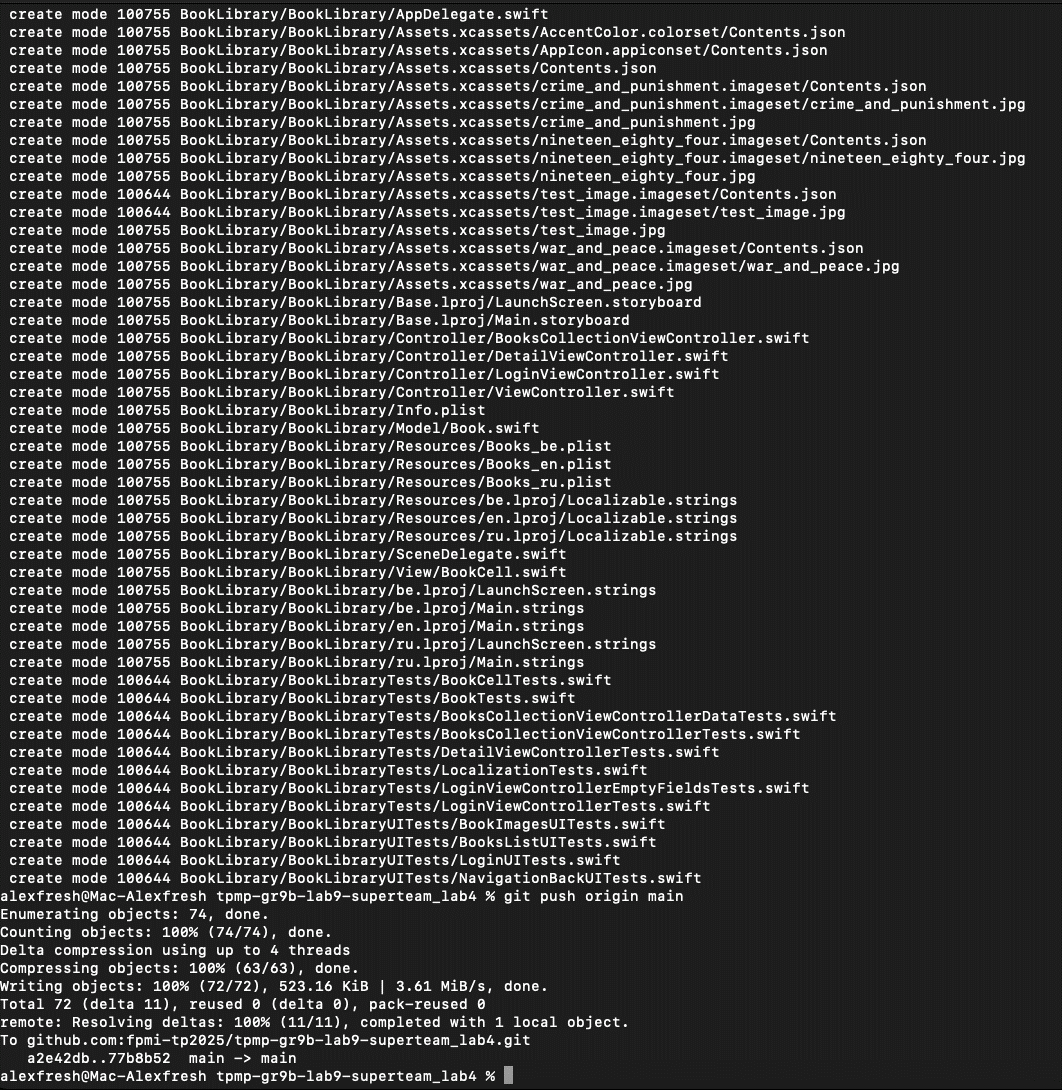 create mode 100755 BookLibrary/BookLibrary/AppDelegate.swift
create mode 100755 BookLibrary/BookLibrary/Assets.xcassets/AccentColor.colorset/Contents.json
create mode 100755 BookLibrary/BookLibrary/Assets.xcassets/AppIcon.appiconset/Contents.json
create mode 100755 BookLibrary/BookLibrary/Assets.xcassets/Contents.json
create mode 100755 BookLibrary/BookLibrary/Assets.xcassets/crime_and_punishment.imageset/Contents.json
create mode 100755 BookLibrary/BookLibrary/Assets.xcassets/crime_and_punishment.imageset/crime_and_punishment.jpg
create mode 100755 BookLibrary/BookLibrary/Assets.xcassets/crime_and_punishment.jpg
create mode 100755 BookLibrary/BookLibrary/Assets.xcassets/nineteen_eighty_four.imageset/Contents.json
create mode 100755 BookLibrary/BookLibrary/Assets.xcassets/nineteen_eighty_four.imageset/nineteen_eighty_four.jpg
create mode 100755 BookLibrary/BookLibrary/Assets.xcassets/nineteen_eighty_four.jpg
create mode 100644 BookLibrary/BookLibrary/Assets.xcassets/test_image.imageset/Contents.json
create mode 100644 BookLibrary/BookLibrary/Assets.xcassets/test_image.imageset/test_image.jpg
create mode 100755 BookLibrary/BookLibrary/Assets.xcassets/test_image.jpg
create mode 100755 BookLibrary/BookLibrary/Assets.xcassets/war_and_peace.imageset/Contents.json
create mode 100755 BookLibrary/BookLibrary/Assets.xcassets/war_and_peace.imageset/war_and_peace.jpg
create mode 100755 BookLibrary/BookLibrary/Assets.xcassets/war_and_peace.jpg
create mode 100755 BookLibrary/BookLibrary/Base.lproj/LaunchScreen.storyboard
create mode 100755 BookLibrary/BookLibrary/Base.lproj/Main.storyboard
create mode 100755 BookLibrary/BookLibrary/Controller/BooksCollectionViewController.swift
create mode 100755 BookLibrary/BookLibrary/Controller/DetailViewController.swift
create mode 100755 BookLibrary/BookLibrary/Controller/LoginViewController.swift
create mode 100755 BookLibrary/BookLibrary/Controller/ViewController.swift
create mode 100755 BookLibrary/BookLibrary/Info.plist
create mode 100755 BookLibrary/BookLibrary/Model/Book.swift
create mode 100755 BookLibrary/BookLibrary/Resources/Books_be.plist
create mode 100755 BookLibrary/BookLibrary/Resources/Books_en.plist
create mode 100755 BookLibrary/BookLibrary/Resources/Books_ru.plist
create mode 100755 BookLibrary/BookLibrary/Resources/be.lproj/Localizable.strings
create mode 100755 BookLibrary/BookLibrary/Resources/en.lproj/Localizable.strings
create mode 100755 BookLibrary/BookLibrary/Resources/ru.lproj/Localizable.strings
create mode 100755 BookLibrary/BookLibrary/SceneDelegate.swift
create mode 100755 BookLibrary/BookLibrary/View/BookCell.swift
create mode 100755 BookLibrary/BookLibrary/be.lproj/LaunchScreen.strings
create mode 100755 BookLibrary/BookLibrary/be.lproj/Main.strings
create mode 100755 BookLibrary/BookLibrary/en.lproj/Main.strings
create mode 100755 BookLibrary/BookLibrary/ru.lproj/LaunchScreen.strings
create mode 100755 BookLibrary/BookLibrary/ru.lproj/Main.strings
create mode 100644 BookLibrary/BookLibraryTests/BookCellTests.swift
create mode 100644 BookLibrary/BookLibraryTests/BookTests.swift
create mode 100644 BookLibrary/BookLibraryTests/BooksCollectionViewControllerDataTests.swift
create mode 100644 BookLibrary/BookLibraryTests/BooksCollectionViewControllerTests.swift
create mode 100644 BookLibrary/BookLibraryTests/DetailViewControllerTests.swift
create mode 100644 BookLibrary/BookLibraryTests/LocalizationTests.swift
create mode 100644 BookLibrary/BookLibraryTests/LoginViewControllerEmptyFieldsTests.swift
create mode 100644 BookLibrary/BookLibraryTests/LoginViewControllerTests.swift
create mode 100644 BookLibrary/BookLibraryUITests/BookImagesUITests.swift
create mode 100644 BookLibrary/BookLibraryUITests/BooksListUITests.swift
create mode 100644 BookLibrary/BookLibraryUITests/LoginUITests.swift
create mode 100644 BookLibrary/BookLibraryUITests/NavigationBackUITests.swift
alexfresh@Mac-Alexfresh tpmp-gr9b-lab9-superteam_lab4 % git push origin main
Enumerating objects: 74, done.
Counting objects: 100% (74/74), done.
Delta compression using up to 4 threads
Compressing objects: 100% (63/63), done.
Writing objects: 100% (72/72), 523.16 KiB | 3.61 MiB/s, done.
Total 72 (delta 11), reused 0 (delta 0), pack-reused 0
remote: Resolving deltas: 100% (11/11), completed with 1 local object.
To github.com:fpmi-tp2025/tpmp-gr9b-lab9-superteam_lab4.git
a2e42db..77b8b52  main -> main
alexfresh@Mac-Alexfresh tpmp-gr9b-lab9-superteam_lab4 %